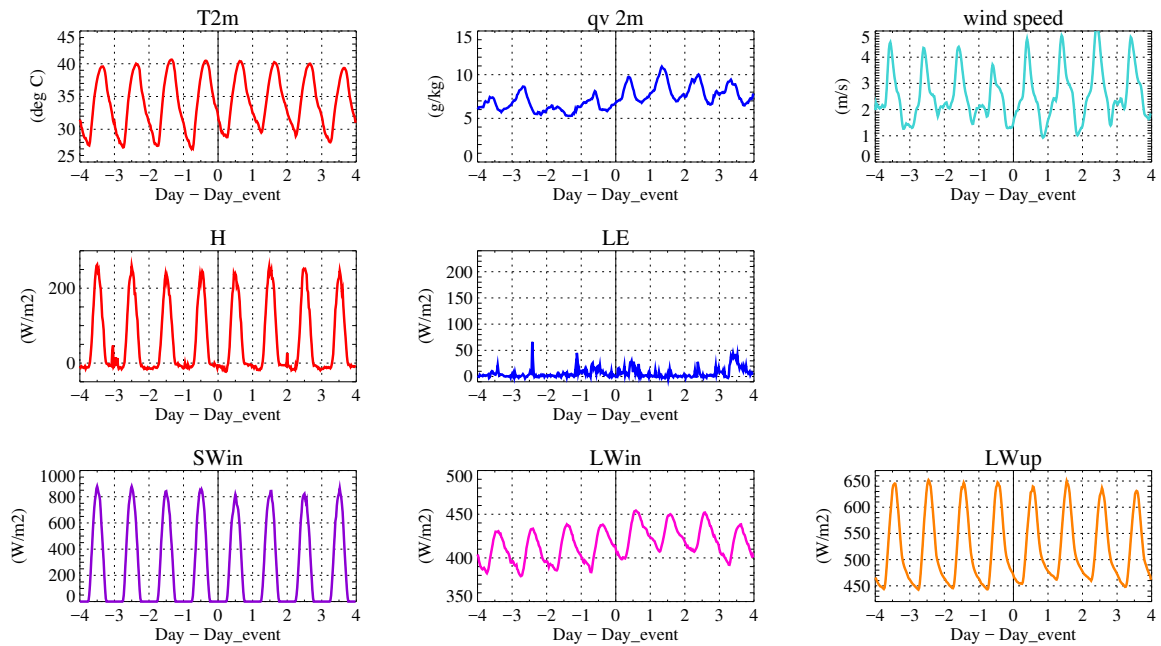 T2m
qv 2m
wind speed
45
40
35
30
25
(deg C)
−4 −3 −2 −1 0 1 2 3 4
Day − Day_event
15
10
5
0
(g/kg)
−4 −3 −2 −1 0 1 2 3 4
Day − Day_event
5
4
3
2
1
0
(m/s)
−4 −3 −2 −1 0 1 2 3 4
Day − Day_event
H
LE
200
0
(W/m2)
−4 −3 −2 −1 0 1 2 3 4
Day − Day_event
200
150
100
50
0
(W/m2)
−4 −3 −2 −1 0 1 2 3 4
Day − Day_event
SWin
LWin
LWup
1000
800
600
400
200
0
(W/m2)
−4 −3 −2 −1 0 1 2 3 4
Day − Day_event
500
450
400
350
(W/m2)
−4 −3 −2 −1 0 1 2 3 4
Day − Day_event
650
600
550
500
450
(W/m2)
−4 −3 −2 −1 0 1 2 3 4
Day − Day_event